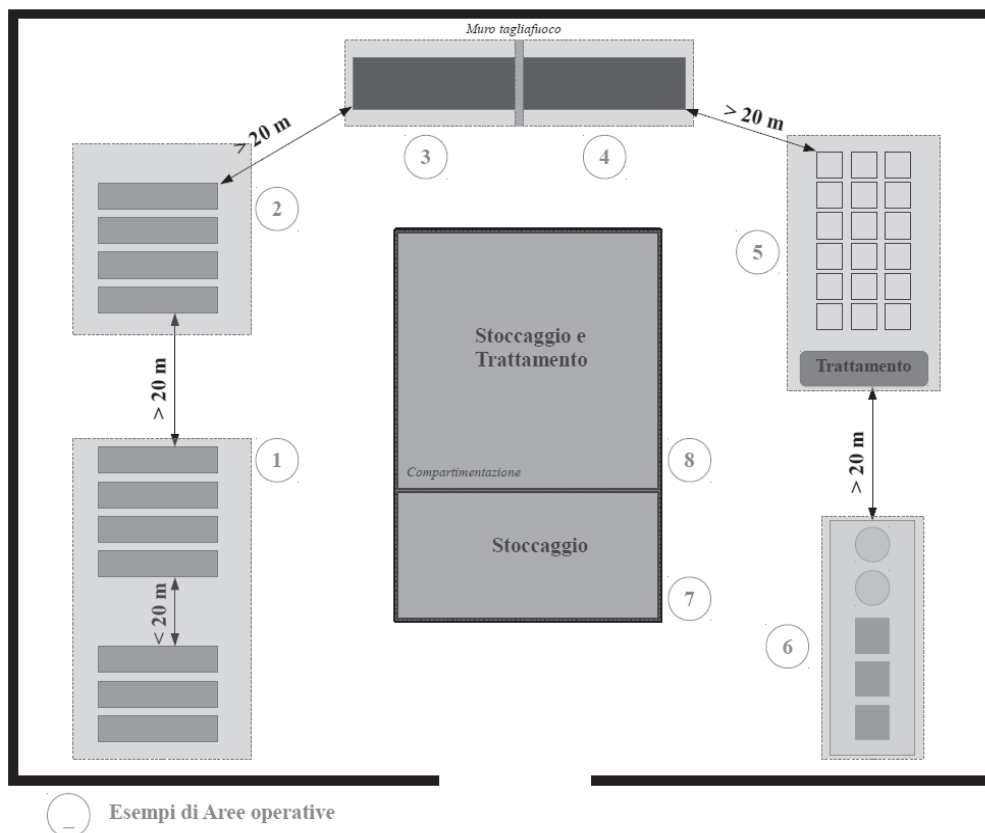 Muro tagliafuoco
> 20 m
3
4
> 20 m
2
5
Stoccaggio e
Trattamento
Trattamento
> 20 m
1
Compartimentazione
8
> 20 m
Stoccaggio
< 20 m
7
6
_
Esempi di Aree operative